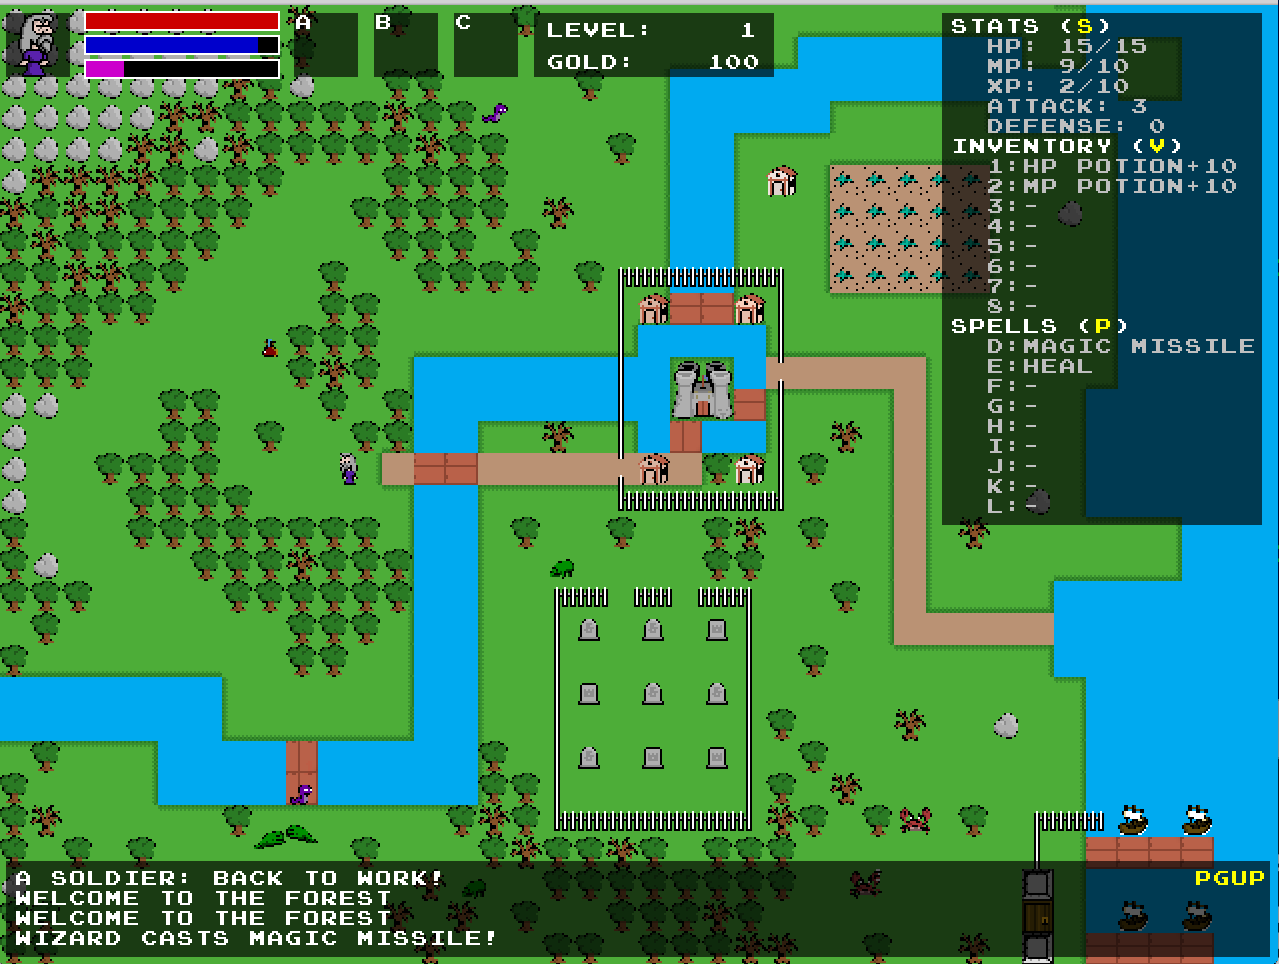 A
B
C
LEVEL: 1
GOLD: 100
STATS (S)
HP: 15/15
MP: 9/10
XP: 2/10
ATTACK: 3
DEFENSE: 0
INVENTORY (V)
1:HP POTION+10
2:MP POTION+10
3:-
4:-
5:-
6:-
7:-
8:-
SPELLS (P)
D:MAGIC MISSILE
E:HEAL
F:-
G:-
H:-
I:-
J:-
K:-
L:-
A SOLDIER: BACK TO WORK!
PGUP
WELCOME TO THE FOREST
WELCOME TO THE FOREST
WIZARD CASTS MAGIC MISSILE!